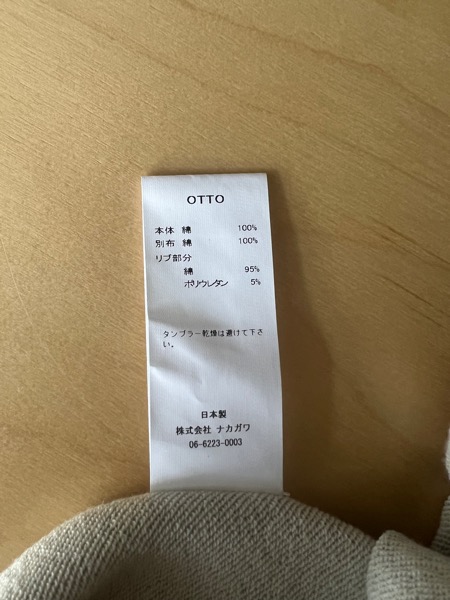 OTTO
本体 綿 100%
別布 綿 100%
リブ部分
綿 95%
ポリウレタン 5%
タンブラー乾燥は避けて下さ
い。
日本製
株式会社 ナカガワ
06-6223-0003